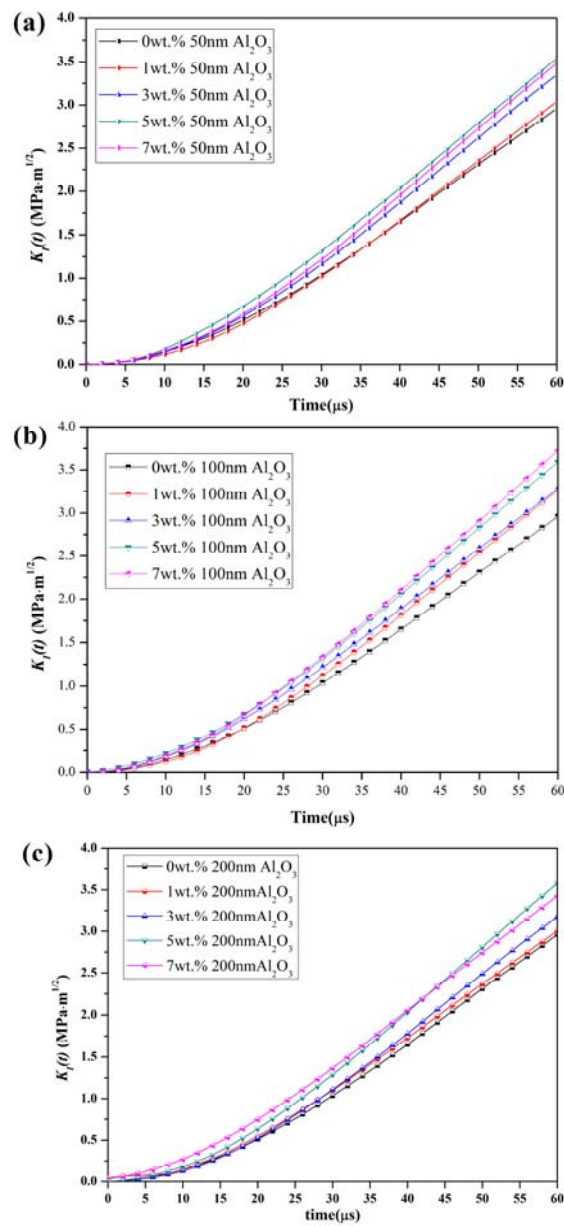 (a)
0wt.% 50nm Al2O3
1wt.% 50nm Al2O3
3wt.% 50nm Al2O3
5wt.% 50nm Al2O3
7wt.% 50nm Al2O3
4.0
3.5
3.0
2.5
2.0
1.5
1.0
0.5
0.0
KI(t) (MPa·m1/2)
0 5 10 15 20 25 30 35 40 45 50 55 60
Time(μs)
(b)
0wt.% 100nm Al2O3
1wt.% 100nm Al2O3
3wt.% 100nm Al2O3
5wt.% 100nm Al2O3
7wt.% 100nm Al2O3
4.0
3.5
3.0
2.5
2.0
1.5
1.0
0.5
0.0
KI(t) (MPa·m1/2)
0 5 10 15 20 25 30 35 40 45 50 55 60
Time(μs)
(c)
0wt.% 200nm Al2O3
1wt.% 200nmAl2O3
3wt.% 200nmAl2O3
5wt.% 200nmAl2O3
7wt.% 200nmAl2O3
4.0
3.5
3.0
2.5
2.0
1.5
1.0
0.5
0.0
KI(t) (MPa·m1/2)
0 5 10 15 20 25 30 35 40 45 50 55 60
time(μs)